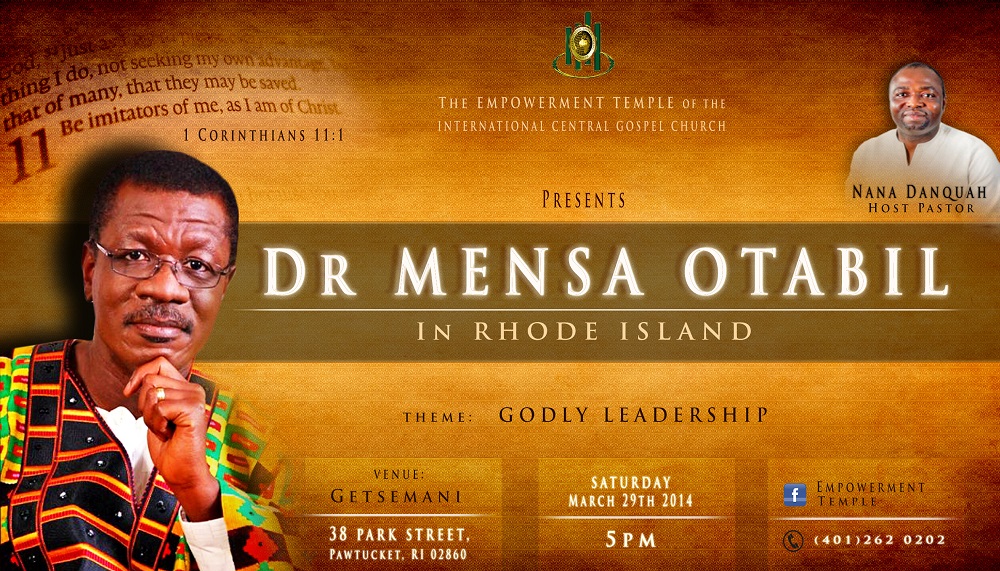 God, just a
thing I do, not seeking my own advantage,
that of many, that they may be saved.
11 Be imitators of me, as I am of Christ.
1 Corinthians 11:1
THE EMPOWERMENT TEMPLE OF THE
INTERNATIONAL CENTRAL GOSPEL CHURCH
NANA DANQUAH
HOST PASTOR
PRESENTS
DR MENSA OTABIL
IN RHODE ISLAND
THEME: GODLY LEADERSHIP
VENUE:
GETSEMANI
38 PARK STREET,
PAWTUCKET, RI 02860
SATURDAY
MARCH 29TH 2014
5PM
f EMPOWERMENT
TEMPLE
(401)262 0202